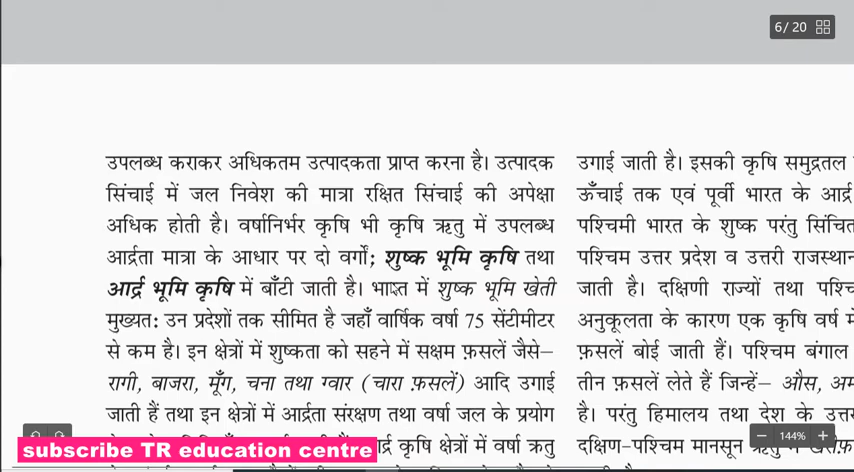 6 / 20
उपलब्ध कराकर अधिकतम उत्पादकता प्राप्त करना है। उत्पादक
सिंचाई में जल निवेश की मात्रा रक्षित सिंचाई की अपेक्षा
अधिक होती है। वर्षानिर्भर कृषि भी कृषि ऋतु में उपलब्ध
आर्द्रता मात्रा के आधार पर दो वर्गों; शुष्क भूमि कृषि तथा
आर्द्र भूमि कृषि में बाँटी जाती है। भारत में शुष्क भूमि खेती
मुख्यत: उन प्रदेशों तक सीमित है जहाँ वार्षिक वर्षा 75 सेंटीमीटर
से कम है। इन क्षेत्रों में शुष्कता को सहने में सक्षम फ़सलें जैसे–
रागी, बाजरा, मूँग, चना तथा ग्वार (चारा फ़सलें) आदि उगाई
जाती हैं तथा इन क्षेत्रों में आर्द्रता संरक्षण तथा वर्षा जल के प्रयोग
कृषि क्षेत्रों में वर्षा ऋतु
उगाई जाती है। इसकी कृषि समुद्रतल
ऊँचाई तक एवं पूर्वी भारत के आर्द्र
पश्चिमी भारत के शुष्क परंतु सिंचित
पश्चिम उत्तर प्रदेश व उत्तरी राजस्थान
जाती है। दक्षिणी राज्यों तथा पश्चि
अनुकूलता के कारण एक कृषि वर्ष में
फ़सलें बोई जाती हैं। पश्चिम बंगाल
तीन फ़सलें लेते हैं जिन्हें– औस, अम
है। परंतु हिमालय तथा देश के उत्तर
दक्षिण-पश्चिम मानसून ऋतु में
144%
subscribe TR education centre